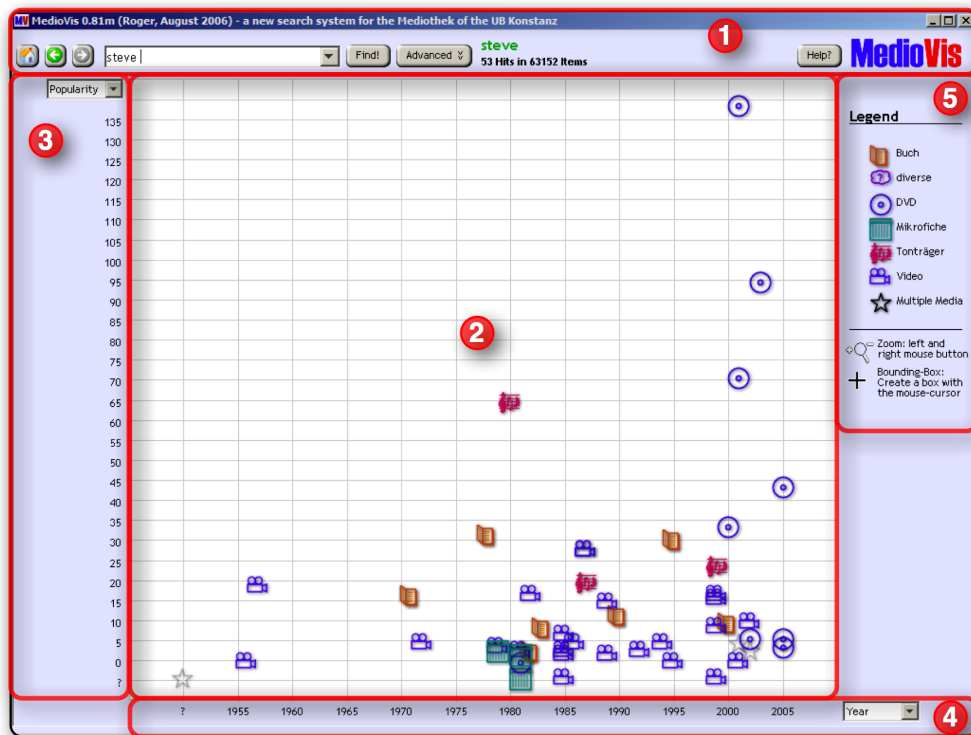 MV MedioVis 0.81m (Roger, August 2006) - a new search system for the Mediothek of the UB Konstanz
1
steve
Find!
Advanced
steve
53 Hits in 63152 Items
Help?
MedioVis
Popularity
3
135
130
125
120
115
110
105
100
95
90
85
80
75
70
65
60
55
50
45
40
35
30
25
20
15
10
5
0
?
2
5
Legend
Buch
? diverse
DVD
Mikrofiche
Tonträger
Video
Multiple Media
Zoom: left and
right mouse button
Bounding-Box:
Create a box with
the mouse-cursor
? 1955 1960 1965 1970 1975 1980 1985 1990 1995 2000 2005
Year
4